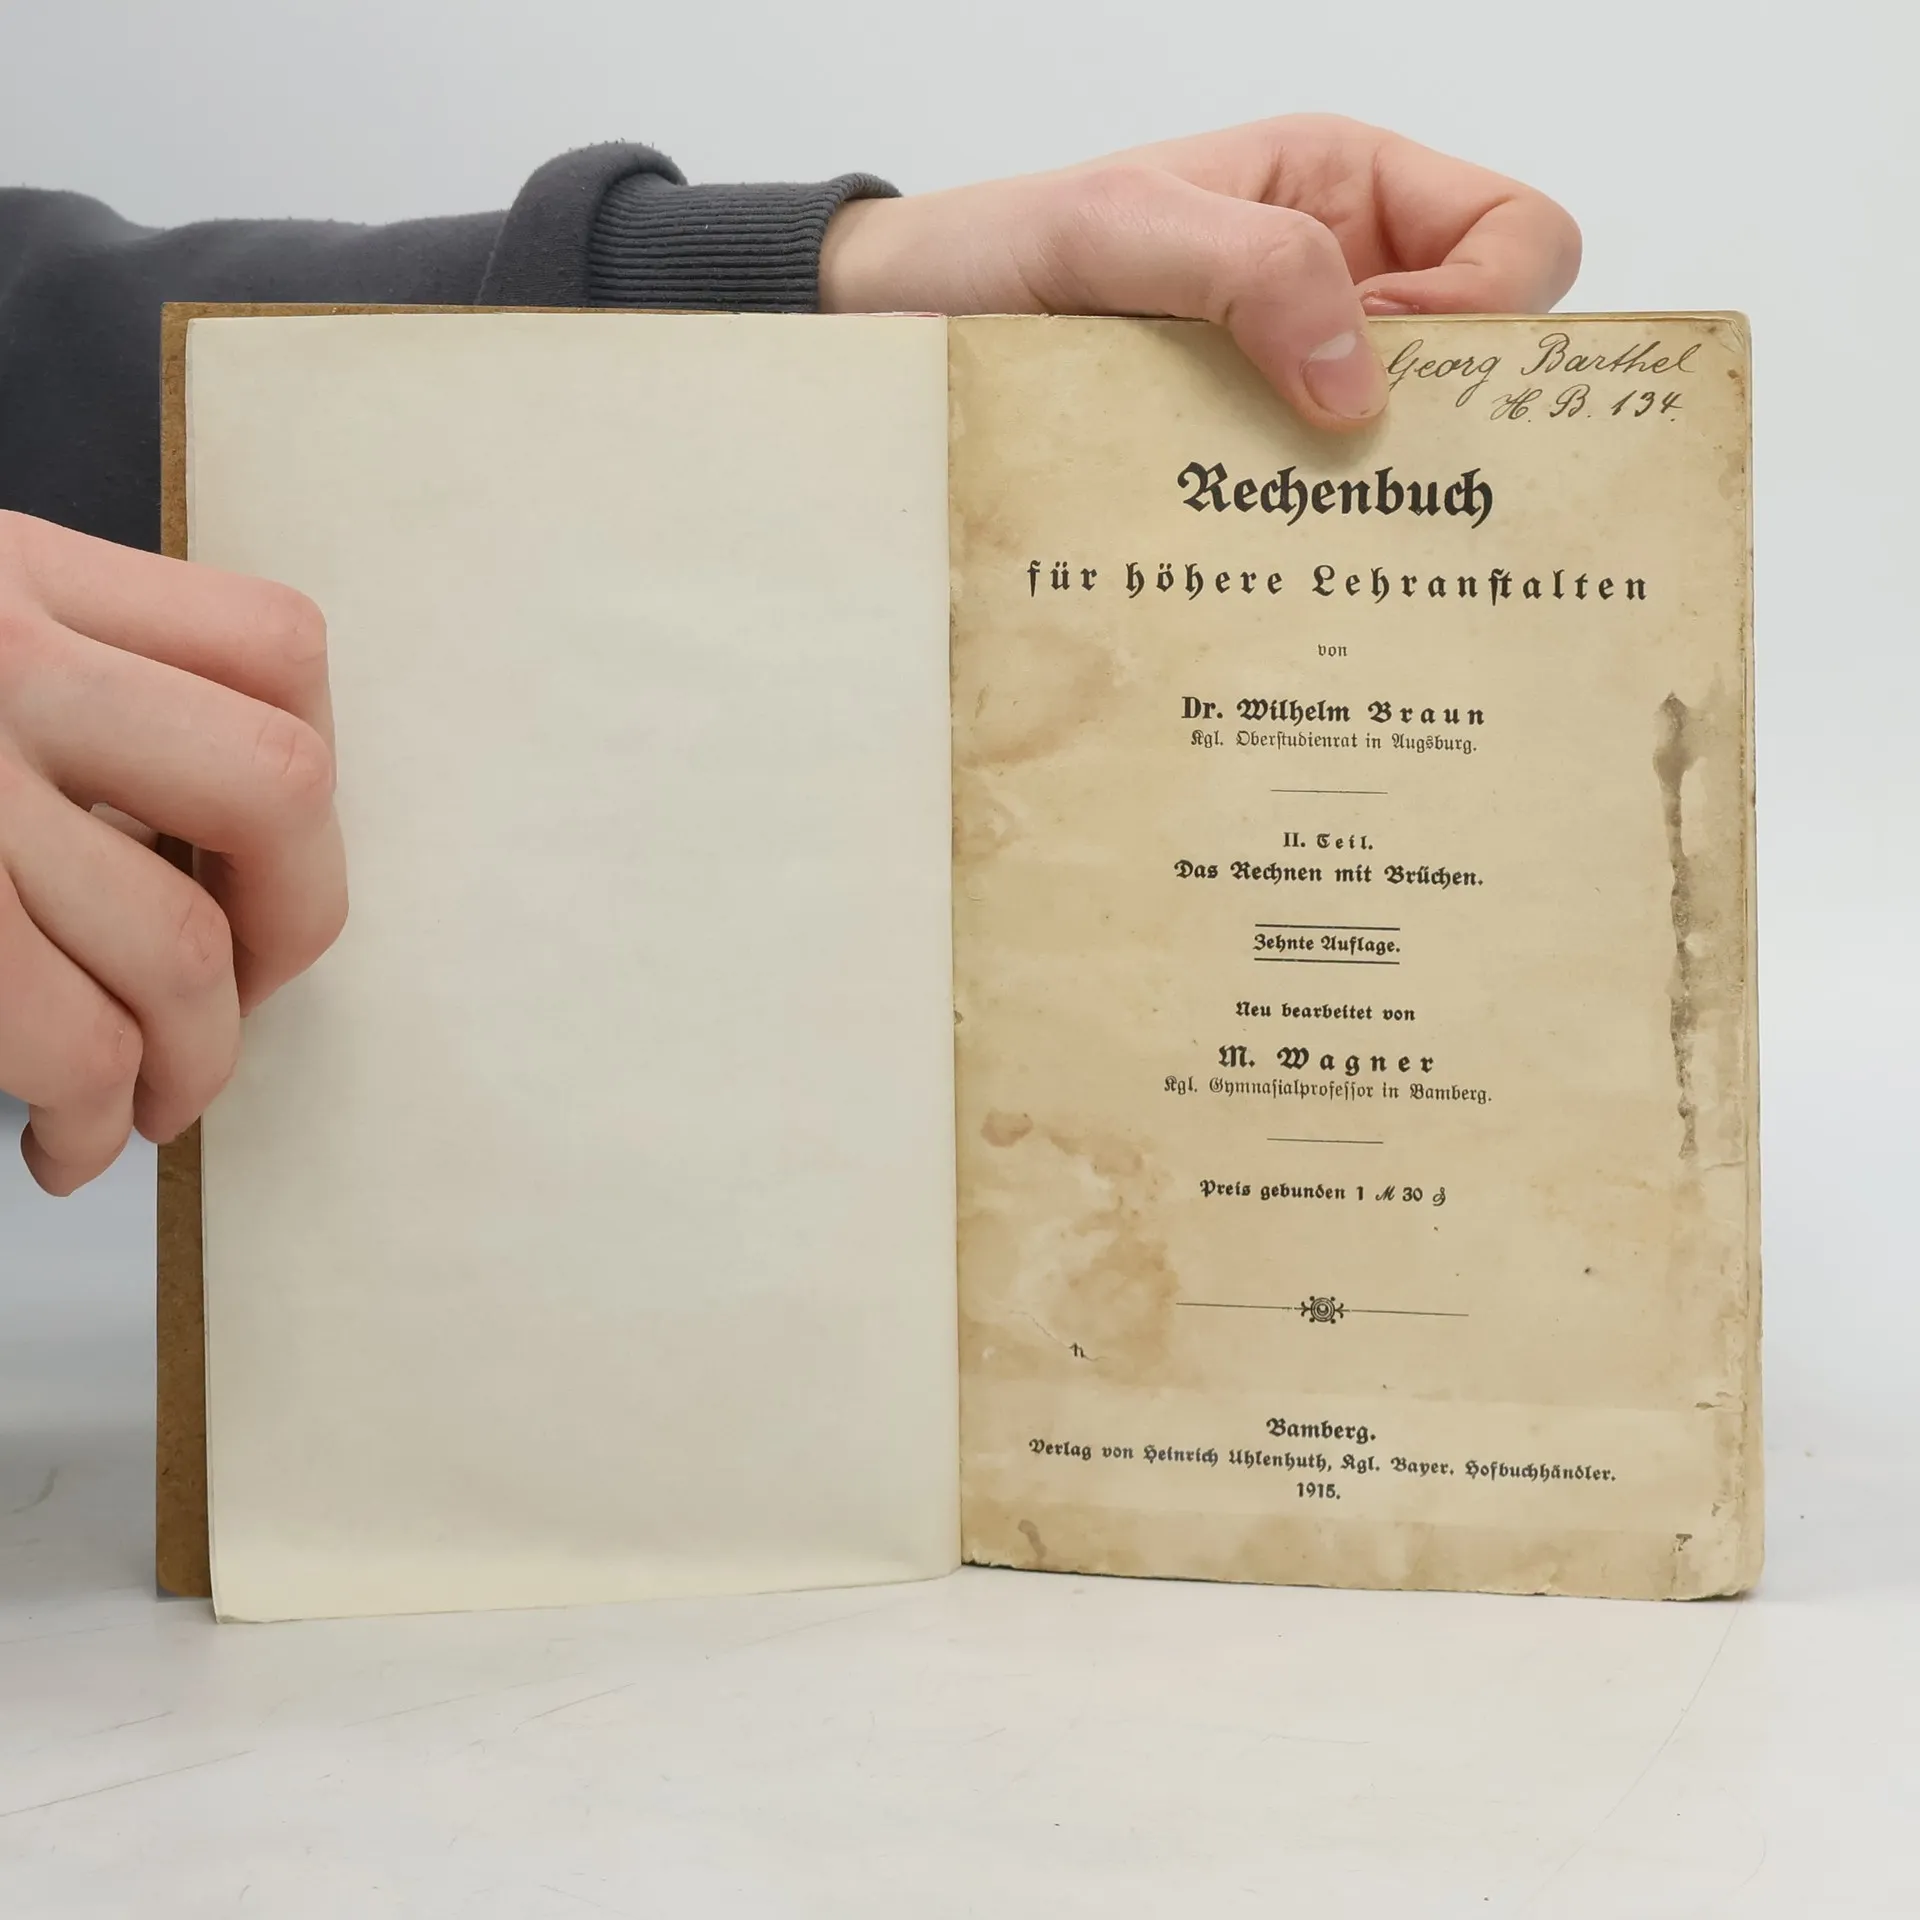 Georg Barthel
H. B. 134.
Rechenbuch
für höhere Lehranſtalten
von
Dr. Wilhelm Braun
Kgl. Oberſtudienrat in Augsburg.
II. Teil.
Das Rechnen mit Brüchen.
Zehnte Auflage.
Neu bearbeitet von
M. Wagner
Kgl. Gymnaſialprofeſſor in Bamberg.
Preis gebunden 1 ℳ 30 ₰
Bamberg.
Verlag von Heinrich Uhlenhuth, Kgl. Bayer. Hofbuchhändler.
1915.